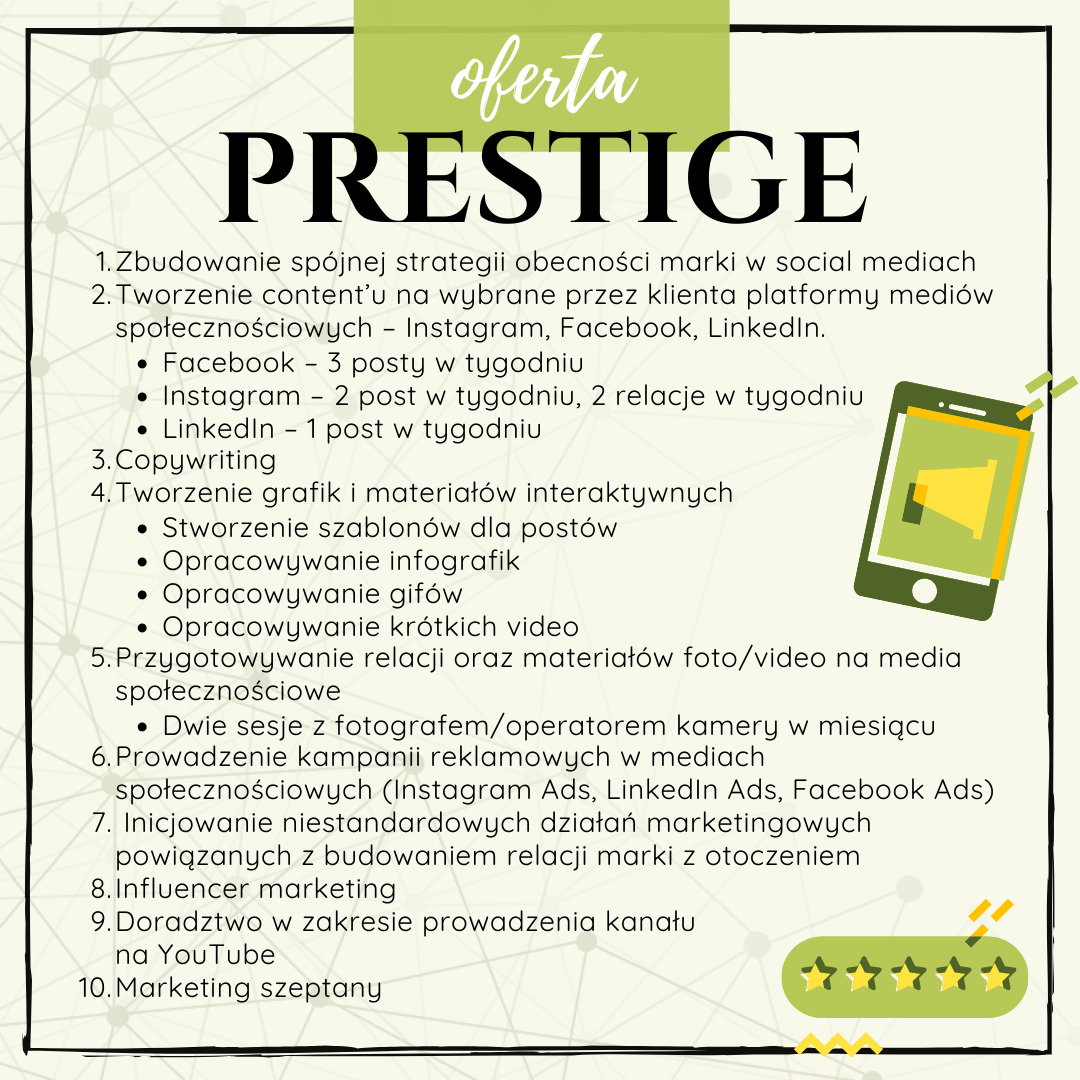 oferta
PRESTIGE
1. Zbudowanie spójnej strategii obecności marki w social mediach
2. Tworzenie content’u na wybrane przez klienta platformy mediów
społecznościowych – Instagram, Facebook, LinkedIn.
• Facebook – 3 posty w tygodniu
• Instagram – 2 post w tygodniu, 2 relacje w tygodniu
• LinkedIn – 1 post w tygodniu
3. Copywriting
4. Tworzenie grafik i materiałów interaktywnych
• Stworzenie szablonów dla postów
• Opracowywanie infografik
• Opracowywanie gifów
• Opracowywanie krótkich video
5. Przygotowywanie relacji oraz materiałów foto/video na media
społecznościowe
• Dwie sesje z fotografem/operatorem kamery w miesiącu
6. Prowadzenie kampanii reklamowych w mediach
społecznościowych (Instagram Ads, LinkedIn Ads, Facebook Ads)
7. Inicjowanie niestandardowych działań marketingowych
powiązanych z budowaniem relacji marki z otoczeniem
8. Influencer marketing
9. Doradztwo w zakresie prowadzenia kanału
na YouTube
10. Marketing szeptany